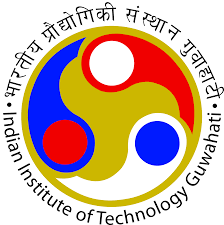 भारतीय प्रौद्योगिकी संस्थान गुवाहाटी
Indian Institute of Technology Guwahati